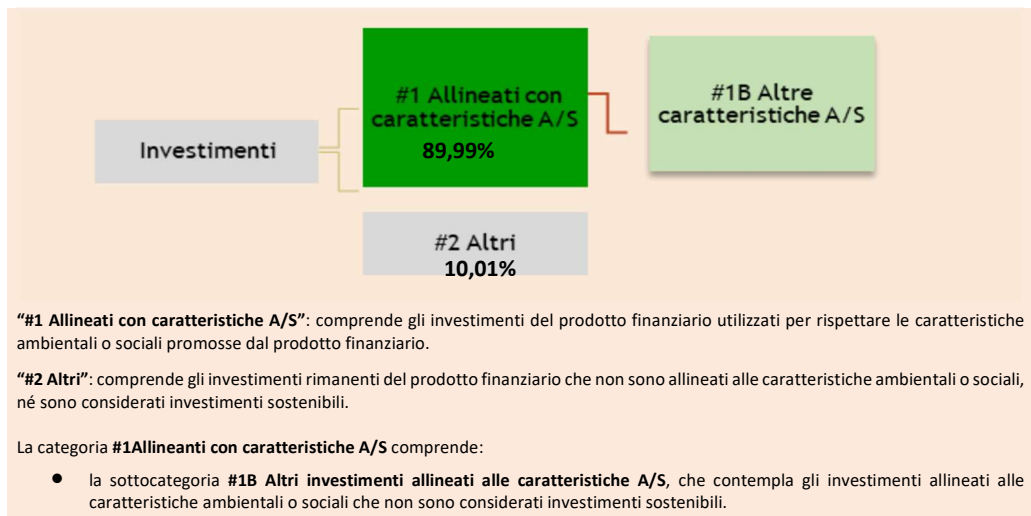 Investimenti
#1 Allineati con
caratteristiche A/S
89,99%
#1B Altre
caratteristiche A/S
#2 Altri
10,01%
“#1 Allineati con caratteristiche A/S”: comprende gli investimenti del prodotto finanziario utilizzati per rispettare le caratteristiche
ambientali o sociali promosse dal prodotto finanziario.
“#2 Altri”: comprende gli investimenti rimanenti del prodotto finanziario che non sono allineati alle caratteristiche ambientali o sociali,
né sono considerati investimenti sostenibili.
La categoria #1Allineanti con caratteristiche A/S comprende:
● la sottocategoria #1B Altri investimenti allineati alle caratteristiche A/S, che contempla gli investimenti allineati alle
caratteristiche ambientali o sociali che non sono considerati investimenti sostenibili.